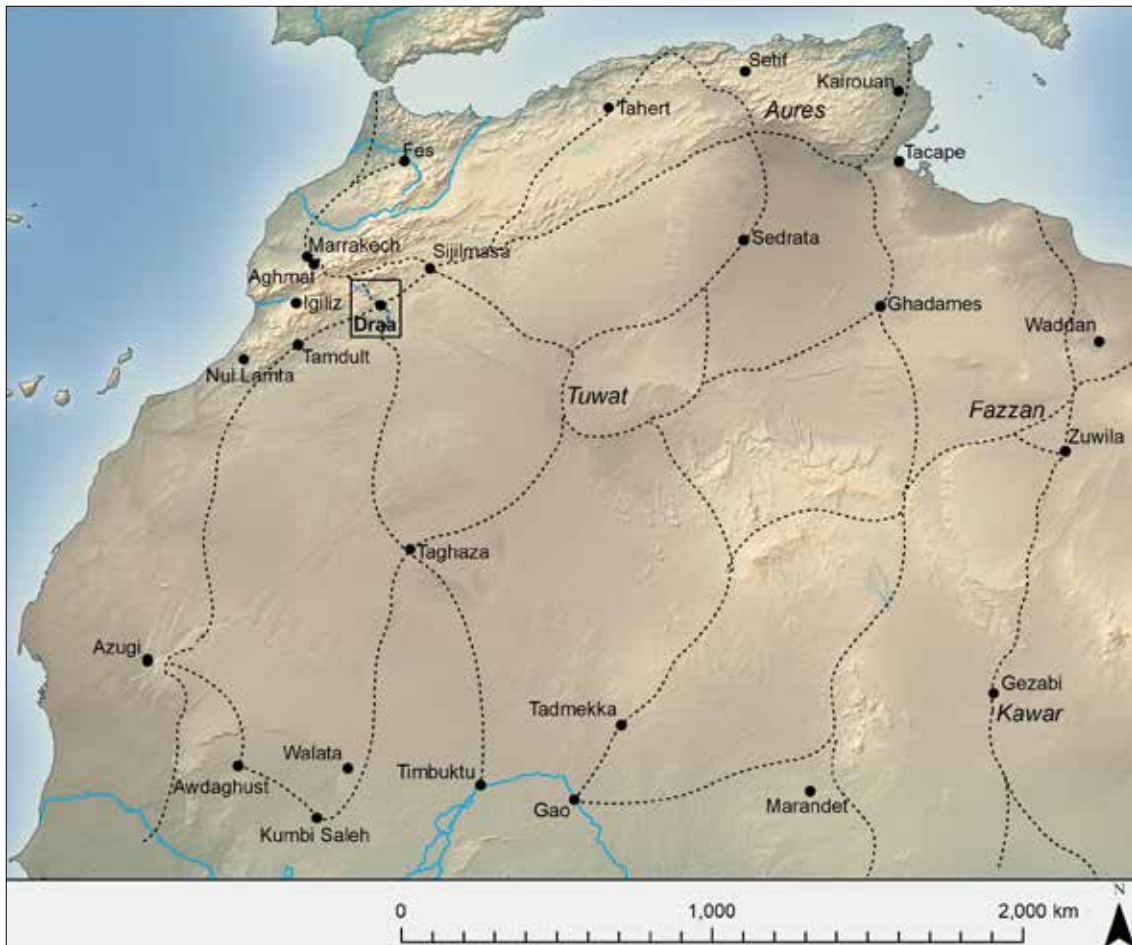 Setif
Kairouan
Tahert
Aures
Fes
Tacape
Marrakech
Sijilmasa
Sedrata
Aghmat
Igiliz
Draa
Ghadames
Waddan
Tamdult
Nul Lamta
Tuwat
Fazzan
Zuwila
Taghaza
Azugi
Gezabi
Tadmekka
Kawar
Walata
Timbuktu
Awdaghust
Gao
Marandet
Kumbi Saleh
N
0 1,000 2,000 km